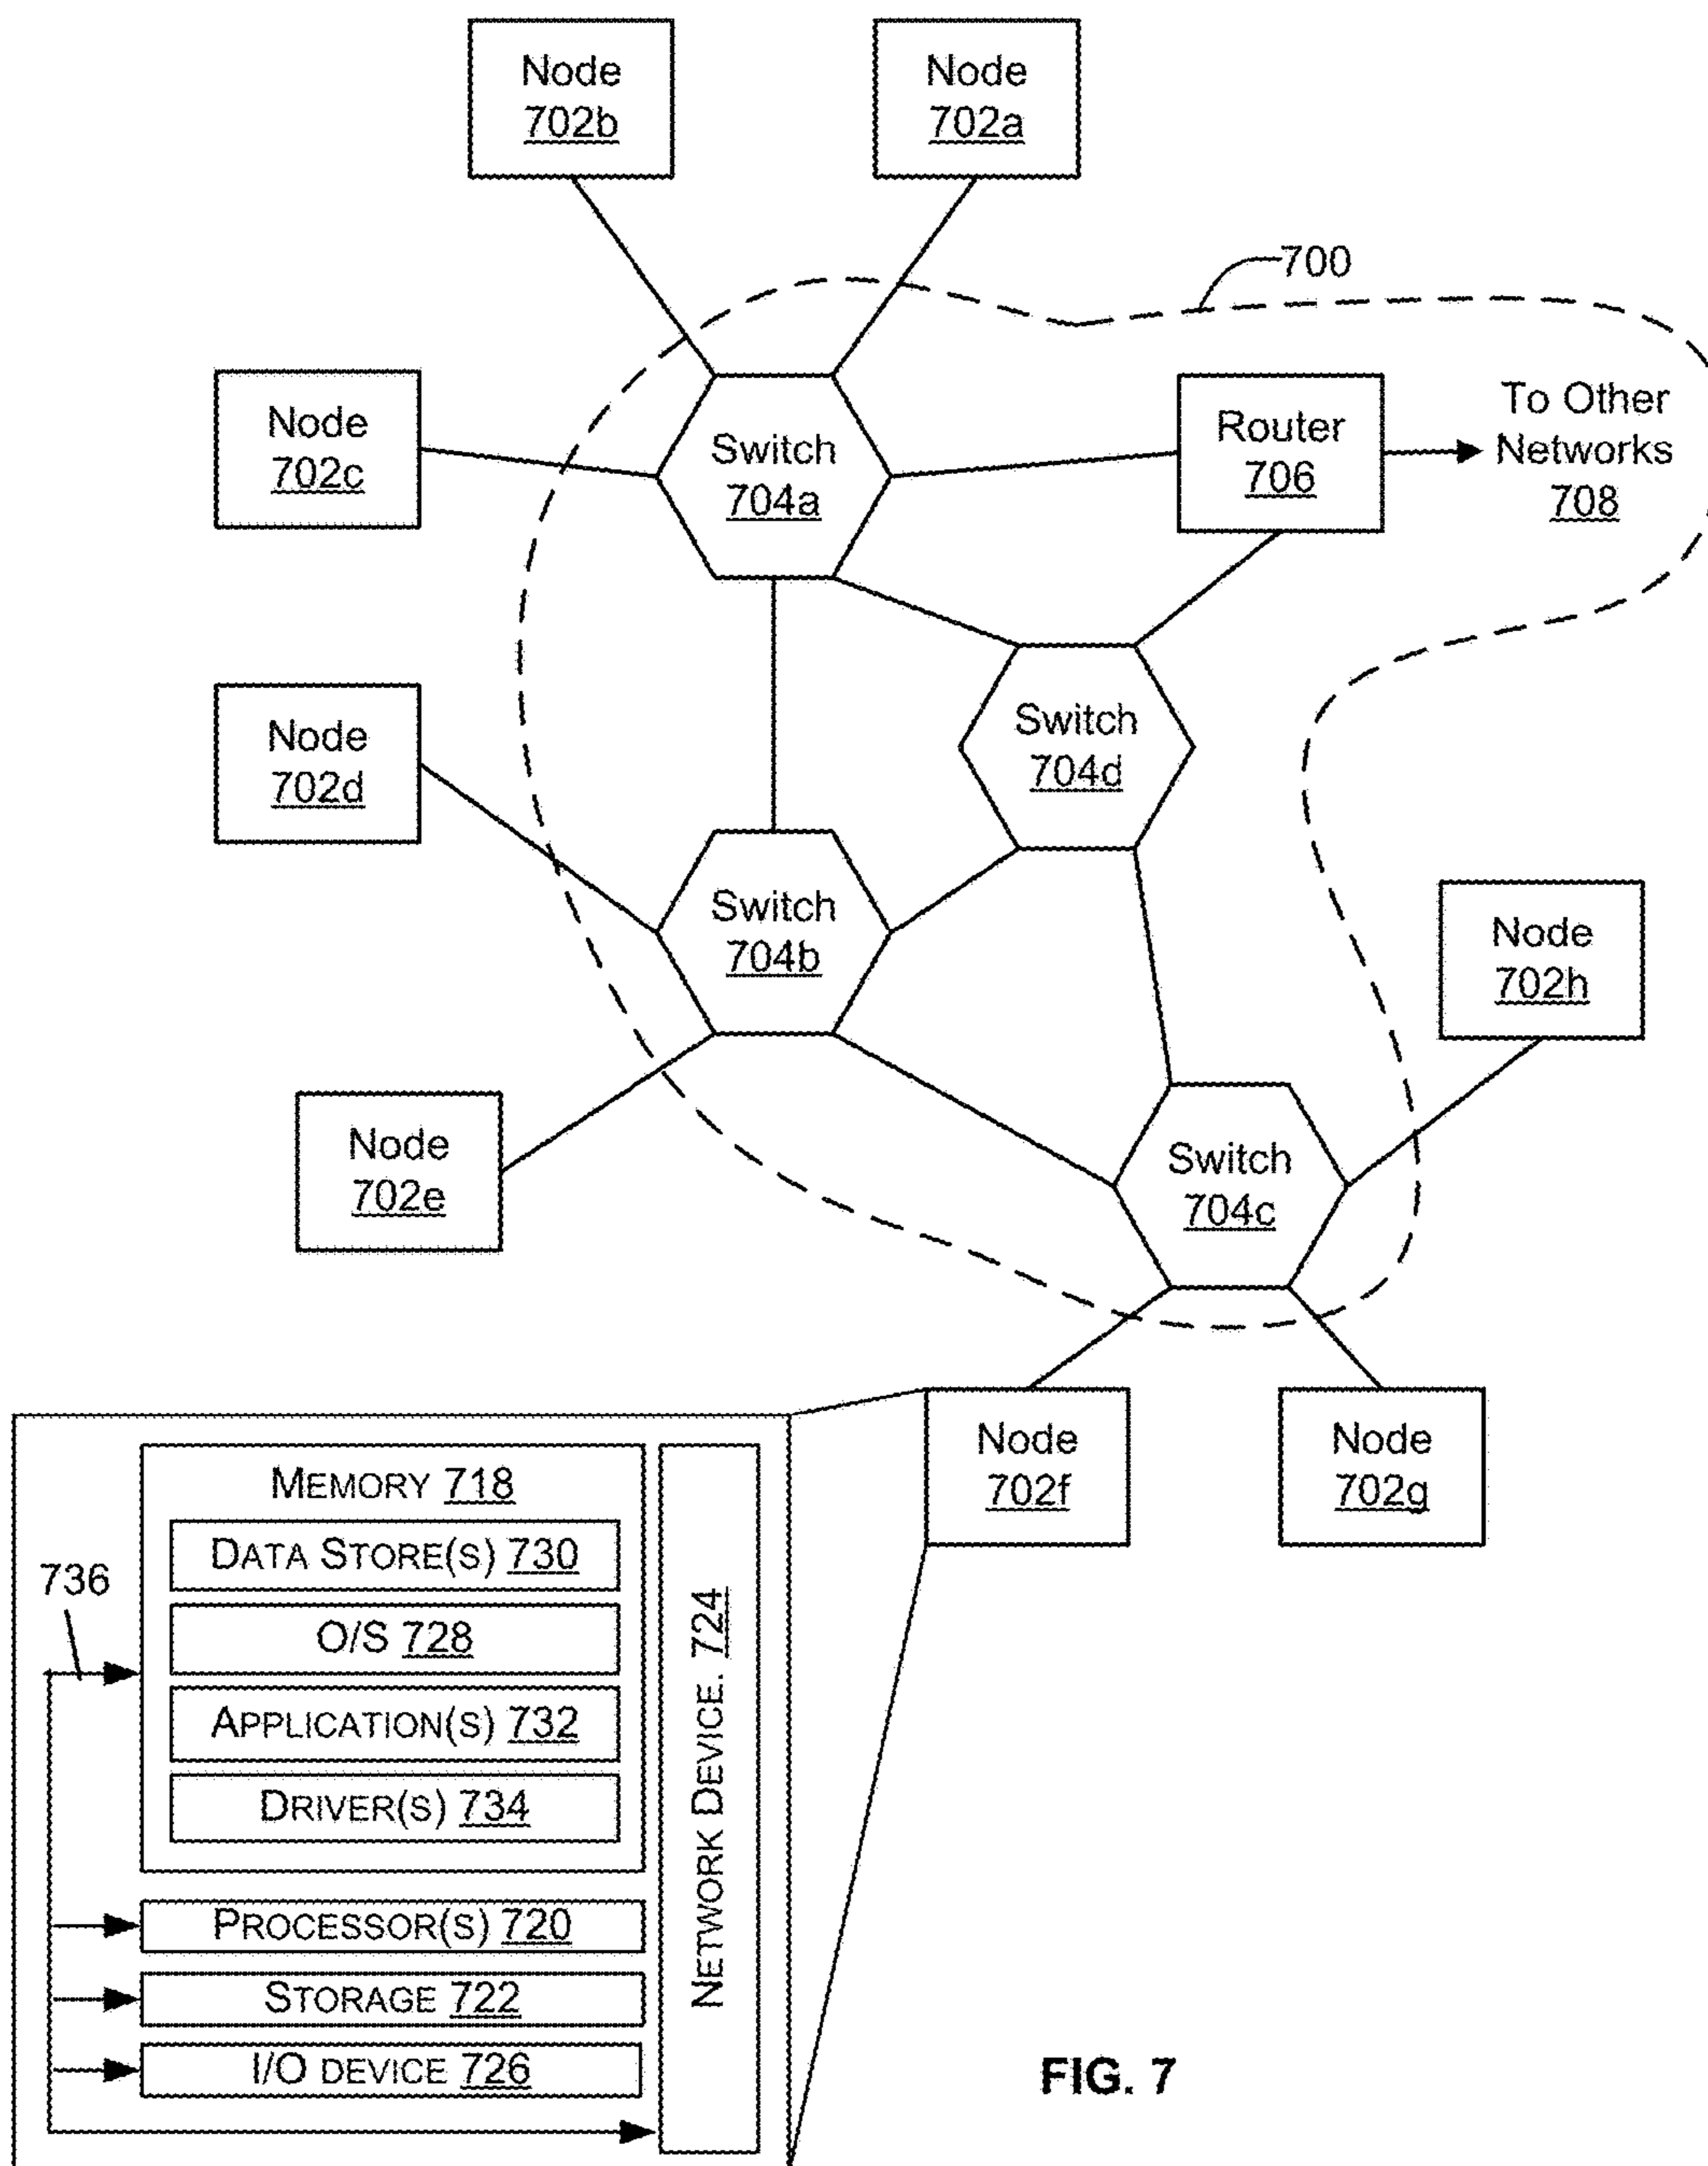 Node
702b
Node
702a
700
Node
702c
Switch
704a
Router
706
To Other
Networks
708
Node
702d
Switch
704d
Switch
704b
Node
702h
Node
702e
Switch
704c
Node
702f
Node
702g
MEMORY 718
DATA STORE(S) 730
736
O/S 728
APPLICATION(S) 732
DRIVER(S) 734
NETWORK DEVICE. 724
PROCESSOR(S) 720
STORAGE 722
I/O DEVICE 726
FIG. 7